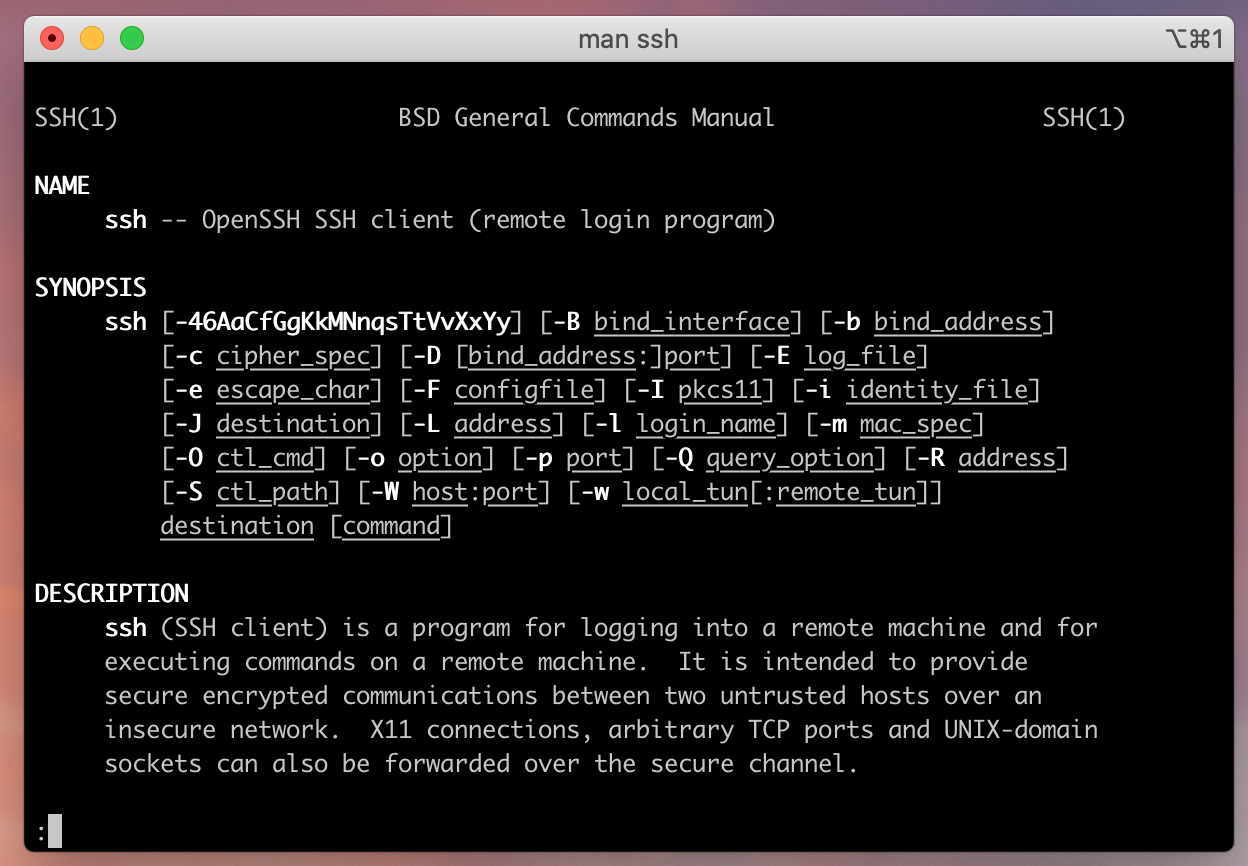 man ssh ⌥⌘1
SSH(1) BSD General Commands Manual SSH(1)
NAME
ssh -- OpenSSH SSH client (remote login program)
SYNOPSIS
ssh [-46AaCfGgKkMNnqsTtVvXxYy] [-B bind_interface] [-b bind_address]
[-c cipher_spec] [-D [bind_address:]port] [-E log_file]
[-e escape_char] [-F configfile] [-I pkcs11] [-i identity_file]
[-J destination] [-L address] [-l login_name] [-m mac_spec]
[-O ctl_cmd] [-o option] [-p port] [-Q query_option] [-R address]
[-S ctl_path] [-W host:port] [-w local_tun[:remote_tun]]
destination [command]
DESCRIPTION
ssh (SSH client) is a program for logging into a remote machine and for
executing commands on a remote machine.  It is intended to provide
secure encrypted communications between two untrusted hosts over an
insecure network.  X11 connections, arbitrary TCP ports and UNIX-domain
sockets can also be forwarded over the secure channel.
: